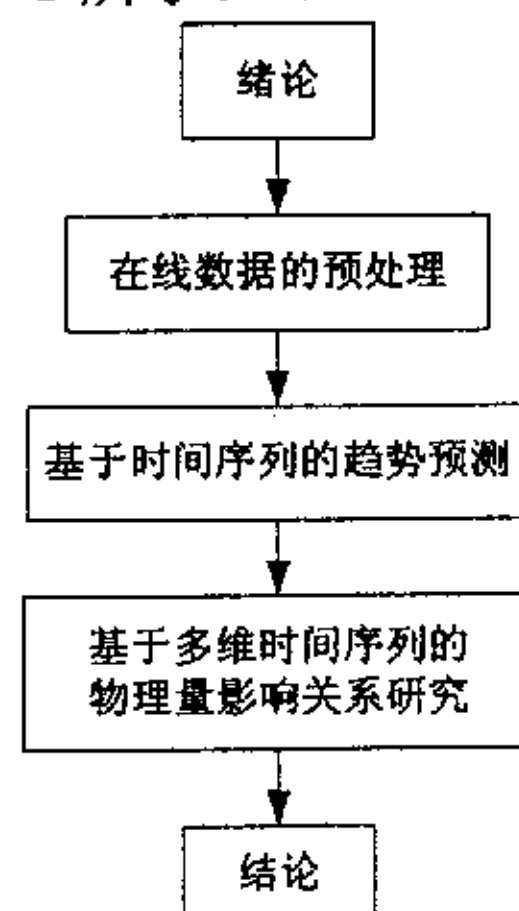 绪论
在线数据的预处理
基于时间序列的趋势预测
基于多维时间序列的
物理量影响关系研究
结论